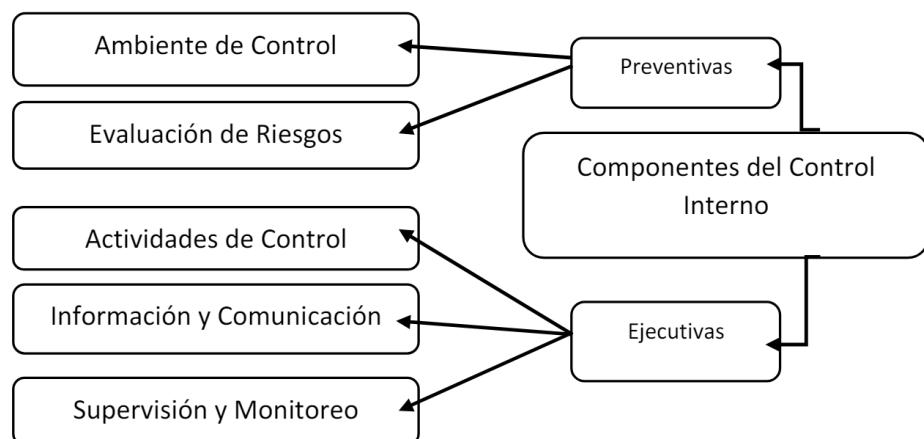 Ambiente de Control
Preventivas
Evaluación de Riesgos
Componentes del Control
Interno
Actividades de Control
Información y Comunicación
Ejecutivas
Supervisión y Monitoreo